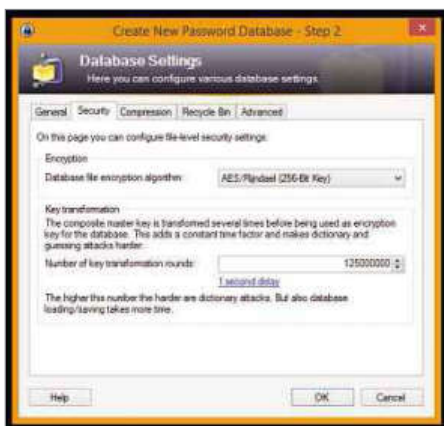 Create New Password Database - Step 2
Database Settings
Here you can configure various database settings.
General Security Compression Recycle Bin Advanced
On this page you can configure file-level security settings:
Encryption
Database file encryption algorithm: AES/Rijndael (256-Bit Key)
Key transformation
The composite master key is transformed several times before being used as encryption
key for the database. This adds a constant time factor and makes dictionary and
guessing attacks harder.
Number of key transformation rounds: 125000000
1 second delay
The higher this number the harder are dictionary attacks. But also database
loading/saving takes more time.
Help OK Cancel